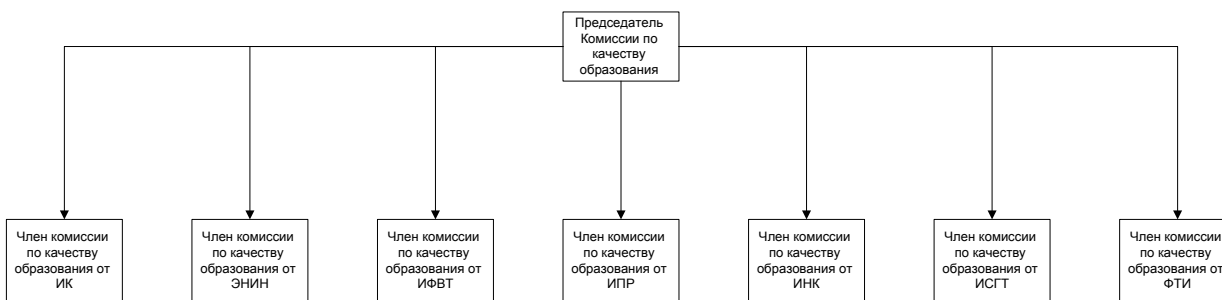 Председатель
Комиссии по
качеству
образования
Член комиссии
по качеству
образования от
ИК
Член комиссии
по качеству
образования от
ЭНИН
Член комиссии
по качеству
образования от
ИФВТ
Член комиссии
по качеству
образования от
ИПР
Член комиссии
по качеству
образования от
ИНК
Член комиссии
по качеству
образования от
ИСГТ
Член комиссии
по качеству
образования от
ФТИ